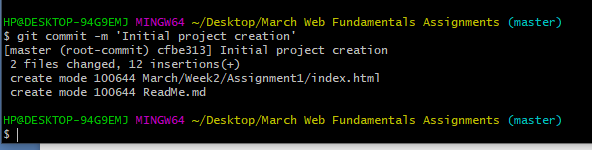 HP@DESKTOP-94G9EMJ MINGW64 ~/Desktop/March Web Fundamentals Assignments (master)
$ git commit -m 'Initial project creation'
[master (root-commit) cfbe313] Initial project creation
 2 files changed, 12 insertions(+)
 create mode 100644 March/Week2/Assignment1/index.html
 create mode 100644 ReadMe.md
HP@DESKTOP-94G9EMJ MINGW64 ~/Desktop/March Web Fundamentals Assignments (master)
$